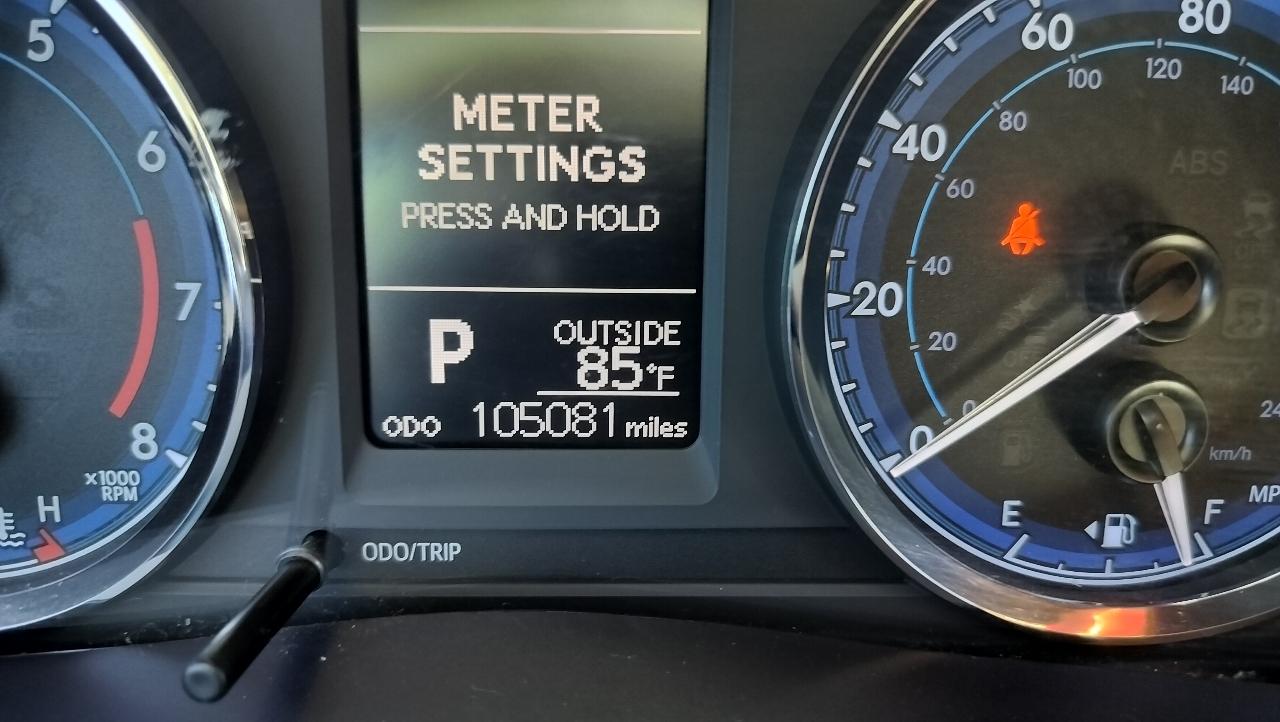 5
6
7
8
x1000
RPM
H
METER
SETTINGS
PRESS AND HOLD
P
OUTSIDE
85°F
ODO 105081 miles
ODO/TRIP
0
20
40
60
80
0
20
40
60
80
100
120
140
ABS
km/h
E
F